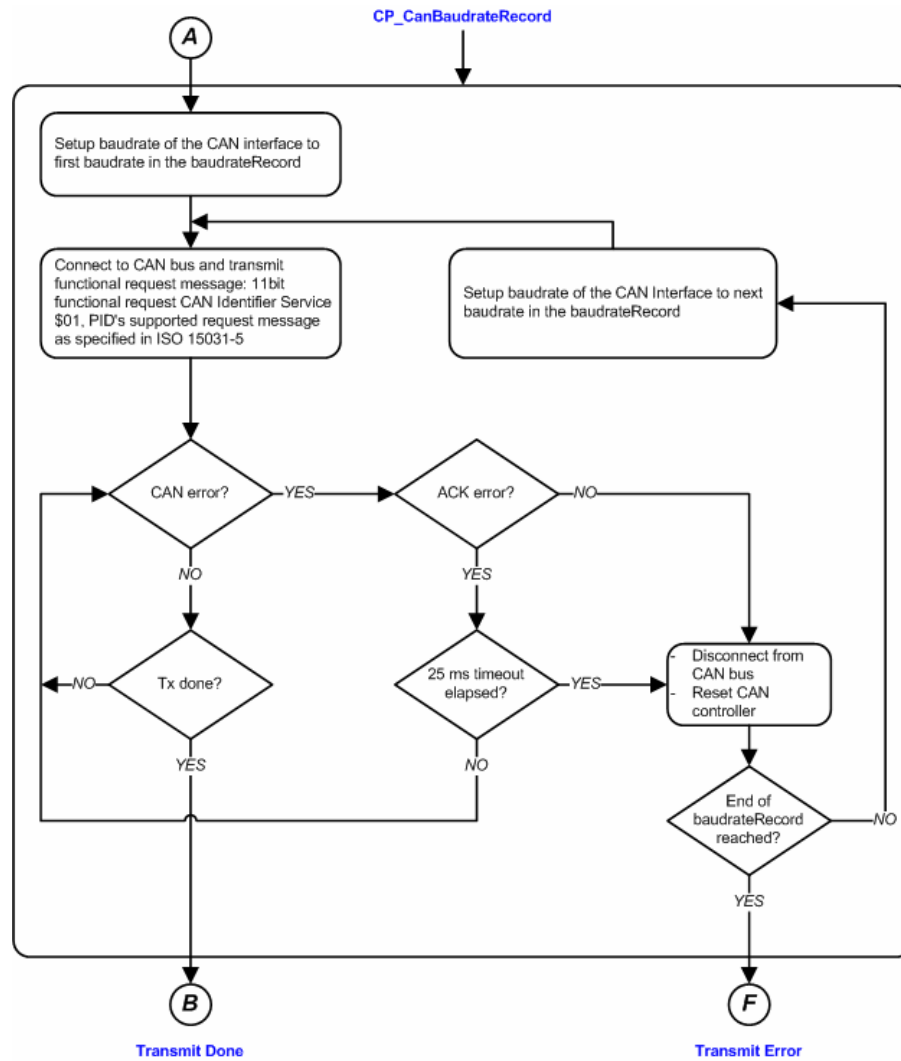 CP_CanBaudrateRecord
A
Setup baudrate of the CAN interface to
first baudrate in the baudrateRecord
Connect to CAN bus and transmit
functional request message: 11bit
functional request CAN Identifier Service
$01, PID's supported request message
as specified in ISO 15031-5
Setup baudrate of the CAN Interface to next
baudrate in the baudrateRecord
CAN error?
YES
ACK error?
NO
NO
YES
Tx done?
NO
25 ms timeout
elapsed?
YES
- Disconnect from
CAN bus
- Reset CAN
controller
YES
NO
End of
baudrateRecord
reached?
NO
YES
B
F
Transmit Done
Transmit Error